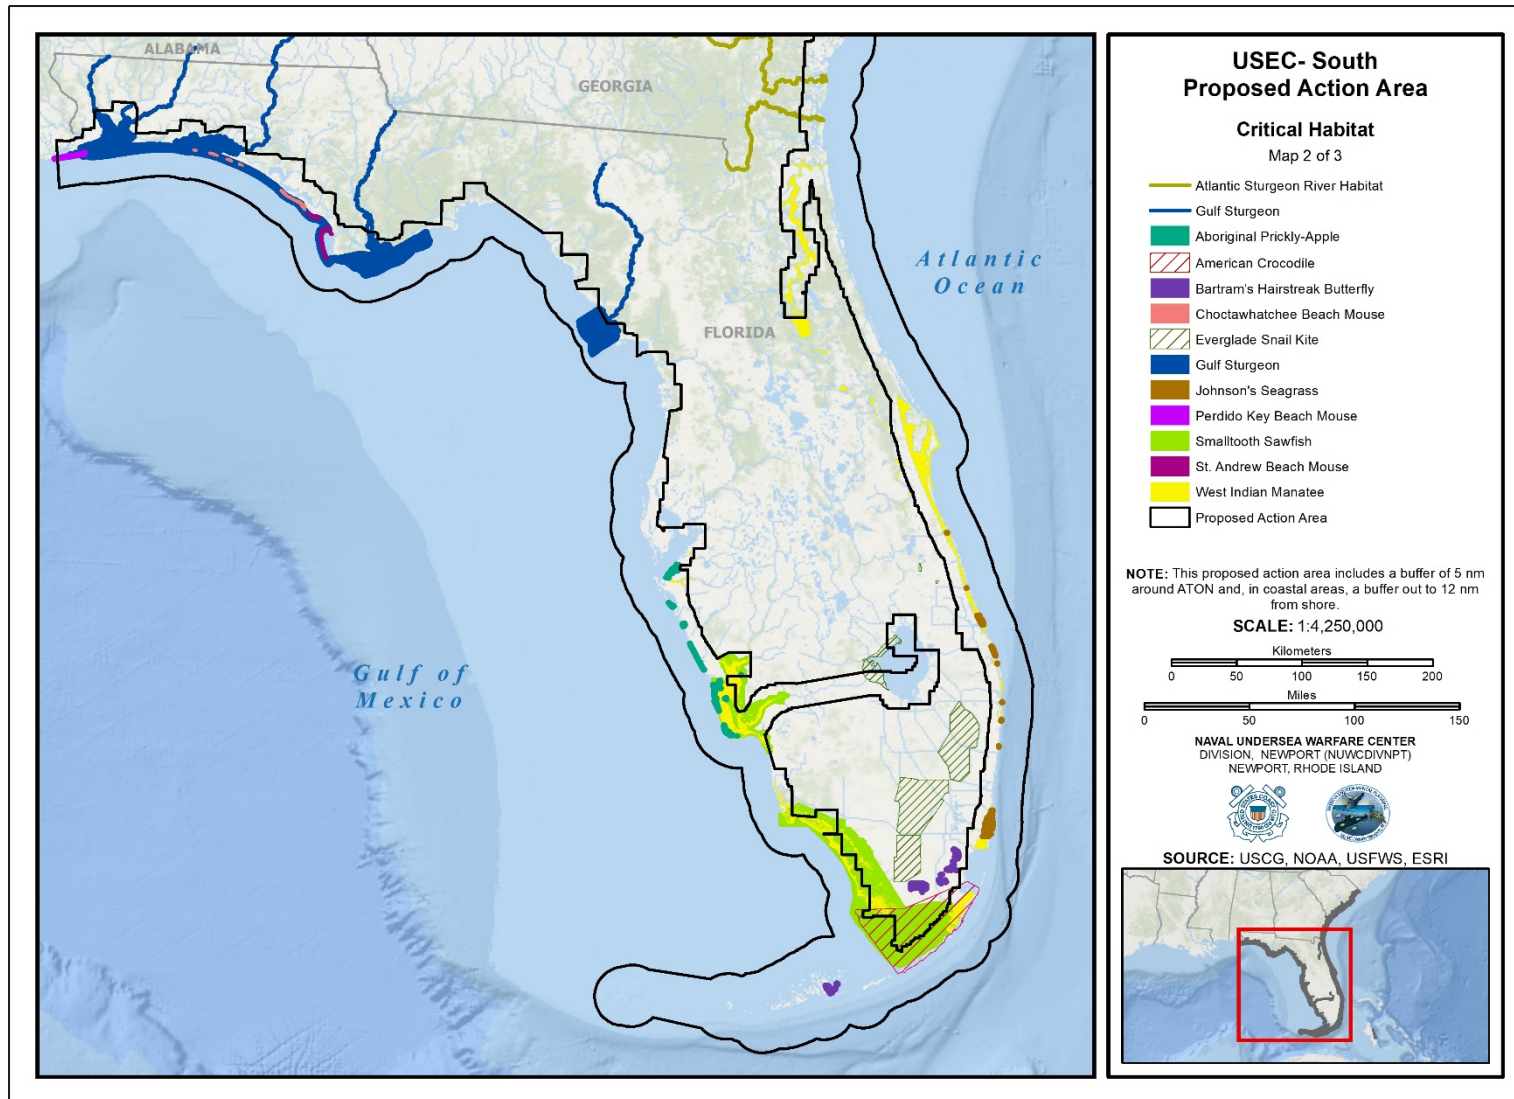 ALABAMA
GEORGIA
Atlantic
Ocean
FLORIDA
Gulf of
Mexico
USEC- South
Proposed Action Area
Critical Habitat
Map 2 of 3
Atlantic Sturgeon River Habitat
Gulf Sturgeon
Aboriginal Prickly-Apple
American Crocodile
Bartram's Hairstreak Butterfly
Choctawhatchee Beach Mouse
Everglade Snail Kite
Gulf Sturgeon
Johnson's Seagrass
Perdido Key Beach Mouse
Smalltooth Sawfish
St. Andrew Beach Mouse
West Indian Manatee
Proposed Action Area
NOTE: This proposed action area includes a buffer of 5 nm
around ATON and, in coastal areas, a buffer out to 12 nm
from shore.
SCALE: 1:4,250,000
Kilometers
0 50 100 150 200
Miles
0 50 100 150
NAVAL UNDERSEA WARFARE CENTER
DIVISION, NEWPORT (NUWCDIVNPT)
NEWPORT, RHODE ISLAND
SOURCE: USCG, NOAA, USFWS, ESRI